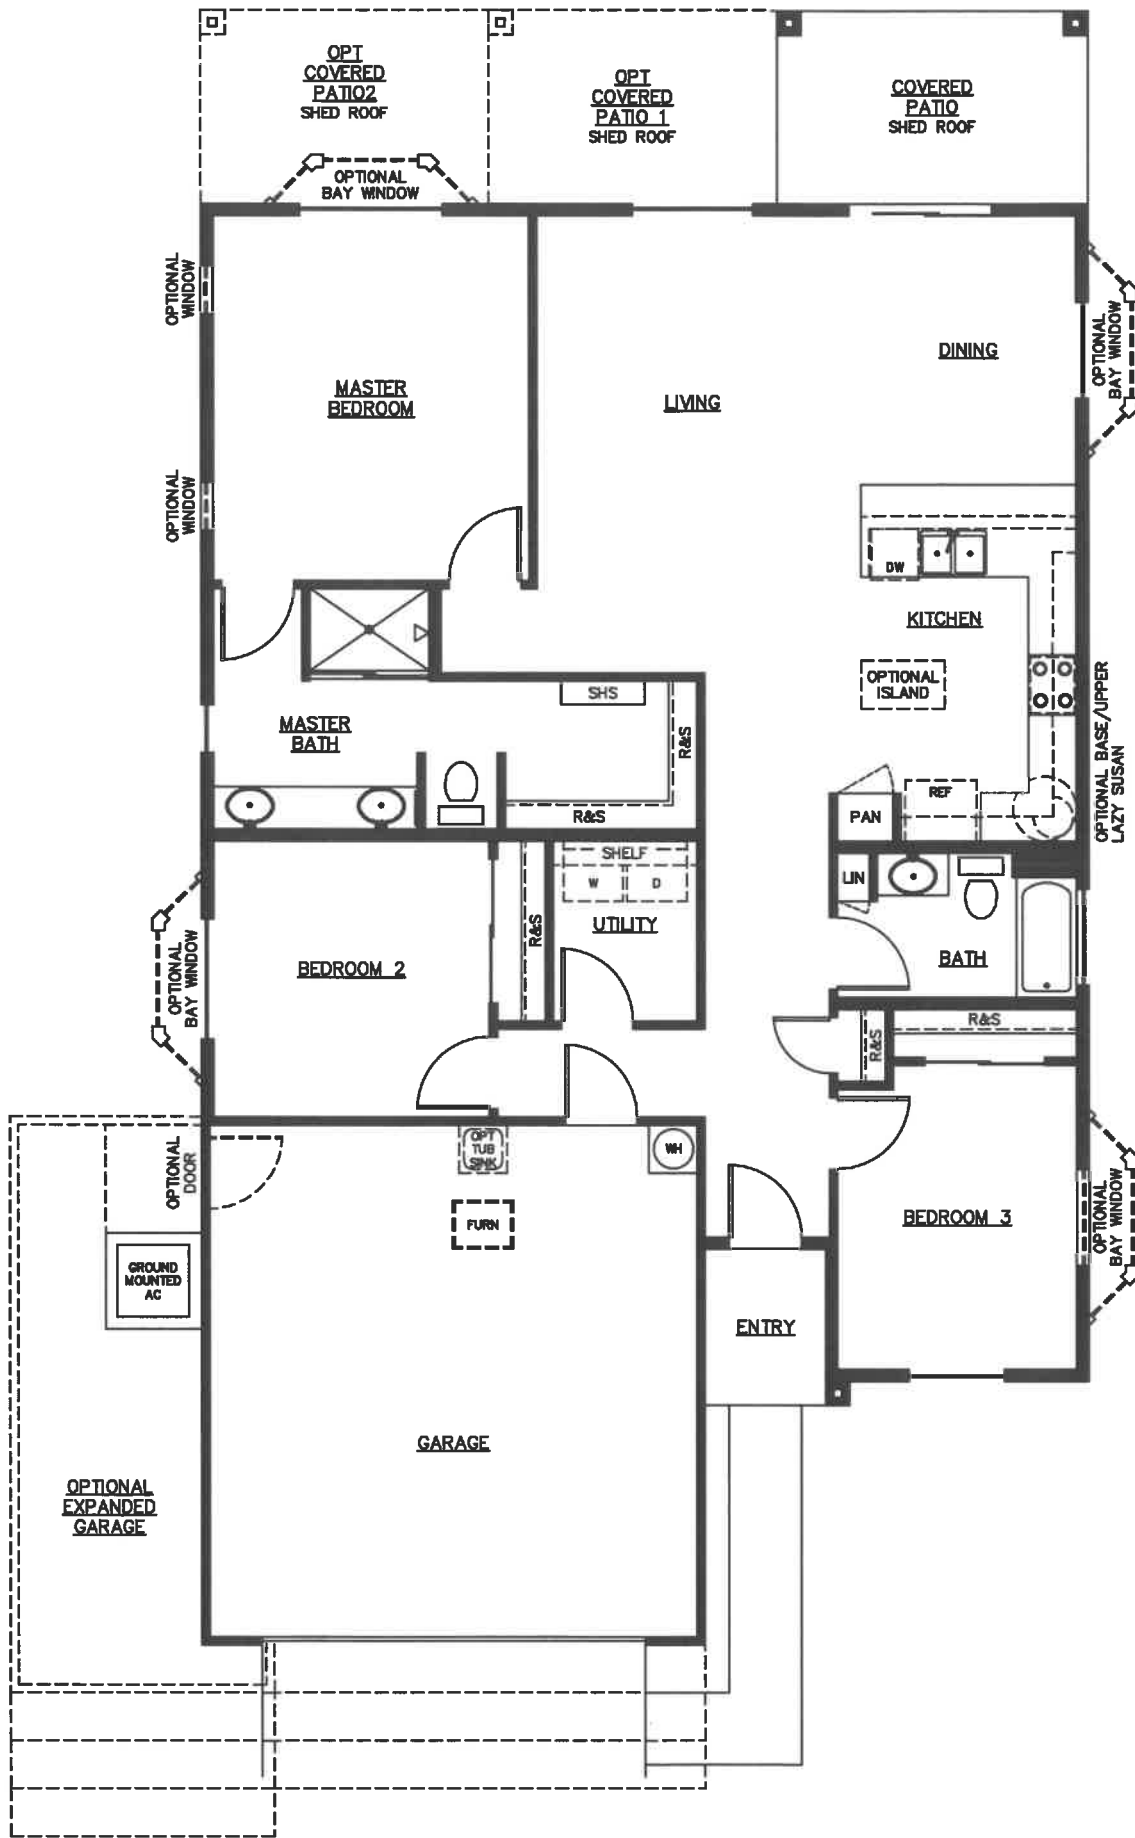 OPT
COVERED
PATIO2
SHED ROOF
OPT
COVERED
PATIO 1
SHED ROOF
COVERED
PATIO
SHED ROOF
OPTIONAL
BAY WINDOW
OPTIONAL
WINDOW
OPTIONAL
BAY WINDOW
DINING
MASTER
BEDROOM
LIVING
OPTIONAL
WINDOW
DW
KITCHEN
OPTIONAL
ISLAND
OPTIONAL BASE/UPPER
LAZY SUSAN
SHS
R&S
MASTER
BATH
R&S
PAN
REF
SHELF
W
D
LIN
UTILITY
R&S
BEDROOM 2
OPTIONAL
BAY WINDOW
BATH
R&S
R&S
OPTIONAL
DOOR
OPT
TUB
SINK
WH
FURN
BEDROOM 3
OPTIONAL
BAY WINDOW
GROUND
MOUNTED
AC
ENTRY
GARAGE
OPTIONAL
EXPANDED
GARAGE